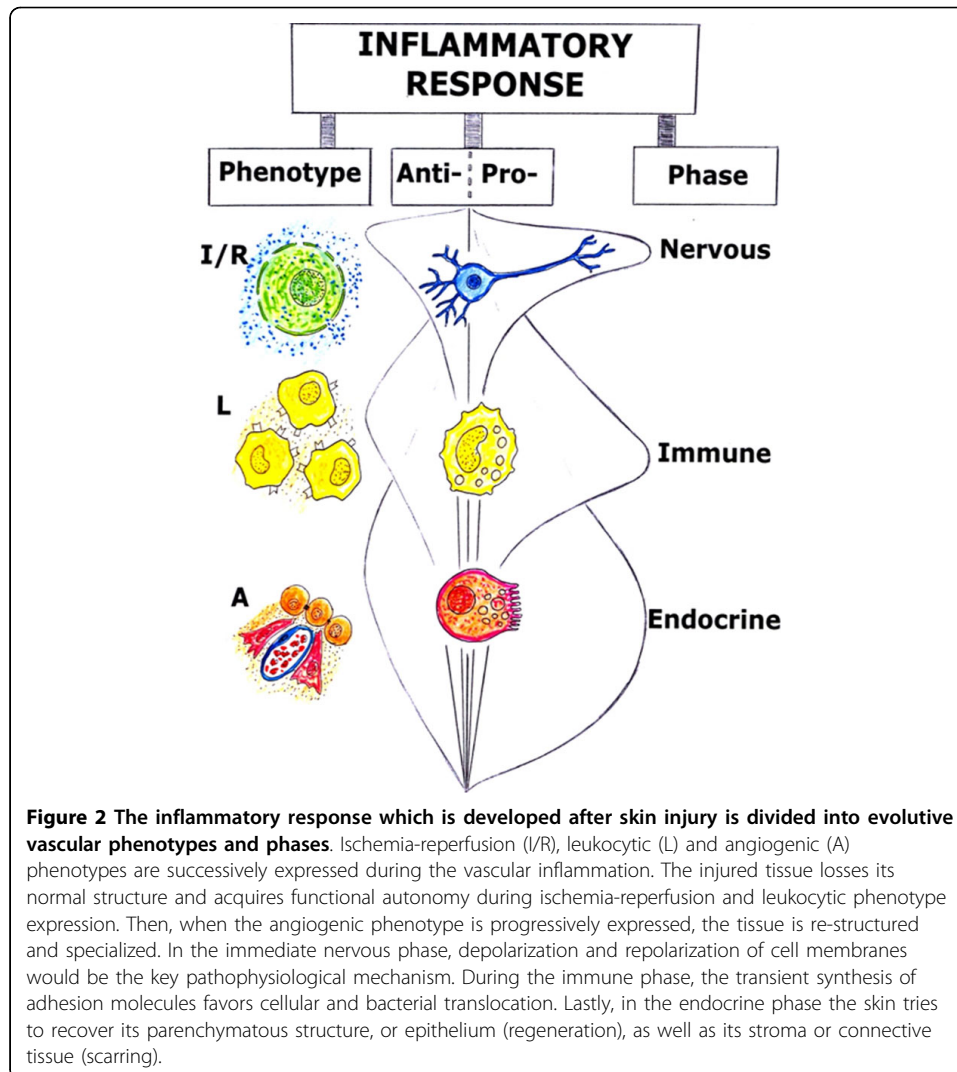 INFLAMMATORY
RESPONSE
Phenotype
Anti- Pro-
Phase
I/R
Nervous
L
Immune
A
Endocrine
Figure 2 The inflammatory response which is developed after skin injury is divided into evolutive
vascular phenotypes and phases. Ischemia-reperfusion (I/R), leukocytic (L) and angiogenic (A)
phenotypes are successively expressed during the vascular inflammation. The injured tissue losses its
normal structure and acquires functional autonomy during ischemia-reperfusion and leukocytic phenotype
expression. Then, when the angiogenic phenotype is progressively expressed, the tissue is re-structured
and specialized. In the immediate nervous phase, depolarization and repolarization of cell membranes
would be the key pathophysiological mechanism. During the immune phase, the transient synthesis of
adhesion molecules favors cellular and bacterial translocation. Lastly, in the endocrine phase the skin tries
to recover its parenchymatous structure, or epithelium (regeneration), as well as its stroma or connective
tissue (scarring).